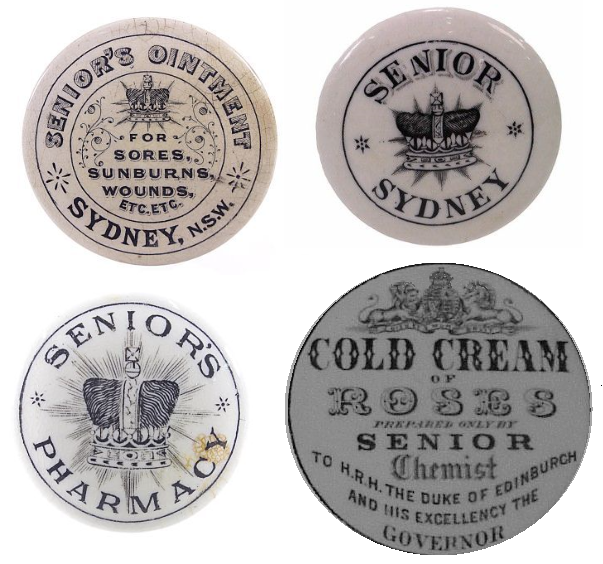 SENIOR'S OINTMENT
FOR
SORES,
SUNBURNS,
WOUNDS,
ETC. ETC.
SYDNEY, N.S.W.
SENIOR
SYDNEY
SENIOR'S
PHARMACY
COLD CREAM
OF
ROSES
PREPARED ONLY BY
SENIOR
Chemist
TO H.R.H. THE DUKE OF EDINBURGH
AND HIS EXCELLENCY THE
GOVERNOR